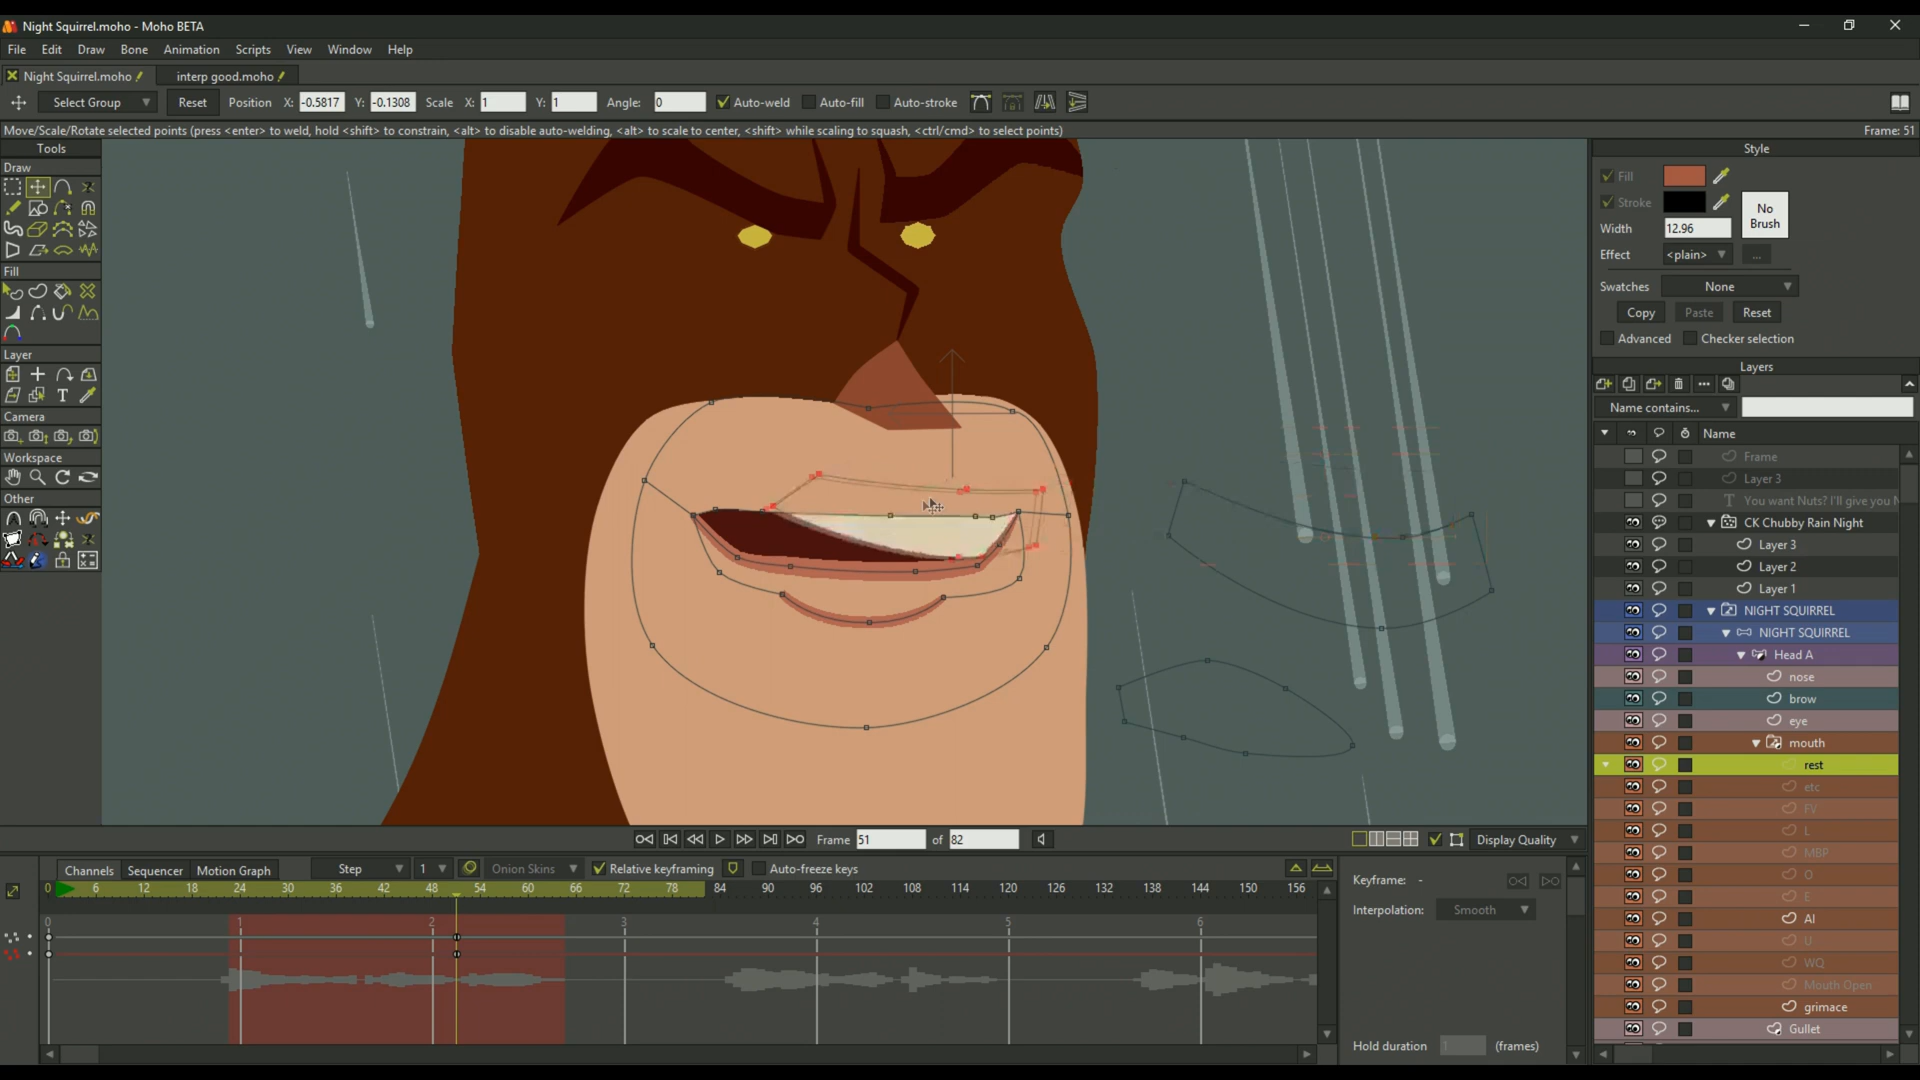 Night Squirrel.moho - Moho BETA
File Edit Draw Bone Animation Scripts View Window Help
Night Squirrel.moho interp good.moho
Select Group Reset Position X: -0.5817 Y: -0.1308 Scale X: 1 Y: 1 Angle: 0 Auto-weld Auto-fill Auto-stroke
Move/Scale/Rotate selected points (press <enter> to weld, hold <shift> to constrain, <alt> to disable auto-welding, <alt> to scale to center, <shift> while scaling to squash, <ctrl/cmd> to select points) Frame: 51
Tools
Draw
Fill
Layer
Camera
Workspace
Other
Style
Fill
Stroke
No Brush
Width 12.96
Effect <plain> ...
Swatches None
Copy Paste Reset
Advanced Checker selection
Layers
Name contains...
Name
Frame
Layer 3
You want Nuts? I'll give you N
CK Chubby Rain Night
Layer 3
Layer 2
Layer 1
NIGHT SQUIRREL
NIGHT SQUIRREL
Head A
nose
brow
eye
mouth
rest
etc
FV
L
MBP
O
E
AI
U
WQ
Mouth Open
grimace
Gullet
Frame 51 of 82 Display Quality
Channels Sequencer Motion Graph Step 1 Onion Skins Relative keyframing Auto-freeze keys
0 6 12 18 24 30 36 42 48 54 60 66 72 78 84 90 96 102 108 114 120 126 132 138 144 150 156
0 1 2 3 4 5 6
Keyframe: -
Interpolation: Smooth
Hold duration 1 (frames)